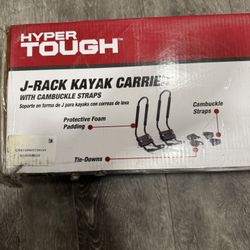 HYPER
TOUGH
J-RACK KAYAK CARRIER
WITH CAMBUCKLE STRAPS
Soporte en forma de J para kayaks con correas de leva
Protective Foam
Padding
Cambuckle
Straps
Tie-Downs